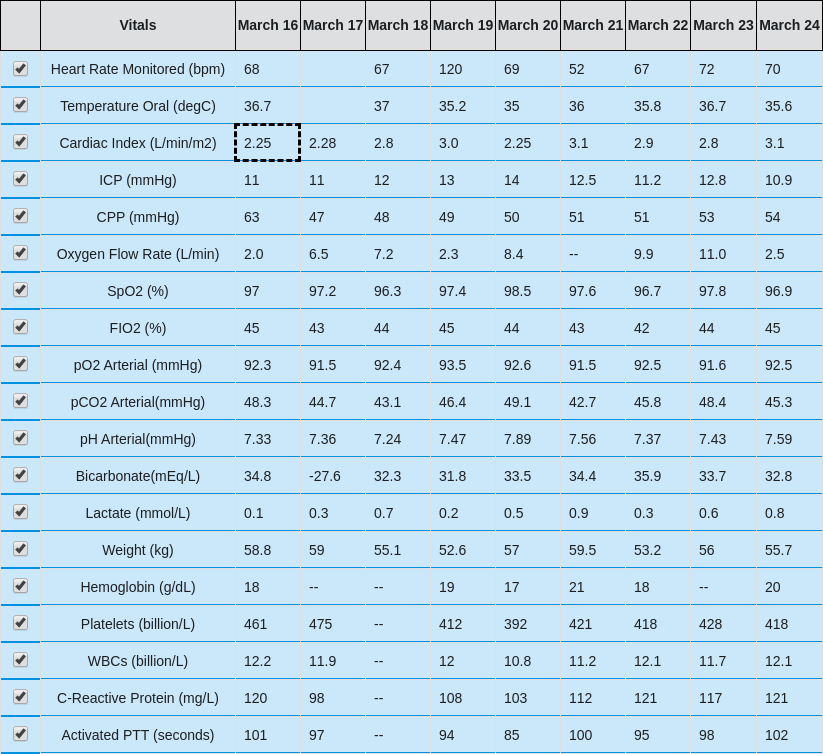 Vitals March 16 March 17 March 18 March 19 March 20 March 21 March 22 March 23 March 24
Heart Rate Monitored (bpm) 68 67 120 69 52 67 72 70
Temperature Oral (degC) 36.7 37 35.2 35 36 35.8 36.7 35.6
Cardiac Index (L/min/m2) 2.25 2.28 2.8 3.0 2.25 3.1 2.9 2.8 3.1
ICP (mmHg) 11 11 12 13 14 12.5 11.2 12.8 10.9
CPP (mmHg) 63 47 48 49 50 51 51 53 54
Oxygen Flow Rate (L/min) 2.0 6.5 7.2 2.3 8.4 -- 9.9 11.0 2.5
SpO2 (%) 97 97.2 96.3 97.4 98.5 97.6 96.7 97.8 96.9
FIO2 (%) 45 43 44 45 44 43 42 44 45
pO2 Arterial (mmHg) 92.3 91.5 92.4 93.5 92.6 91.5 92.5 91.6 92.5
pCO2 Arterial(mmHg) 48.3 44.7 43.1 46.4 49.1 42.7 45.8 48.4 45.3
pH Arterial(mmHg) 7.33 7.36 7.24 7.47 7.89 7.56 7.37 7.43 7.59
Bicarbonate(mEq/L) 34.8 -27.6 32.3 31.8 33.5 34.4 35.9 33.7 32.8
Lactate (mmol/L) 0.1 0.3 0.7 0.2 0.5 0.9 0.3 0.6 0.8
Weight (kg) 58.8 59 55.1 52.6 57 59.5 53.2 56 55.7
Hemoglobin (g/dL) 18 -- -- 19 17 21 18 -- 20
Platelets (billion/L) 461 475 -- 412 392 421 418 428 418
WBCs (billion/L) 12.2 11.9 -- 12 10.8 11.2 12.1 11.7 12.1
C-Reactive Protein (mg/L) 120 98 -- 108 103 112 121 117 121
Activated PTT (seconds) 101 97 -- 94 85 100 95 98 102